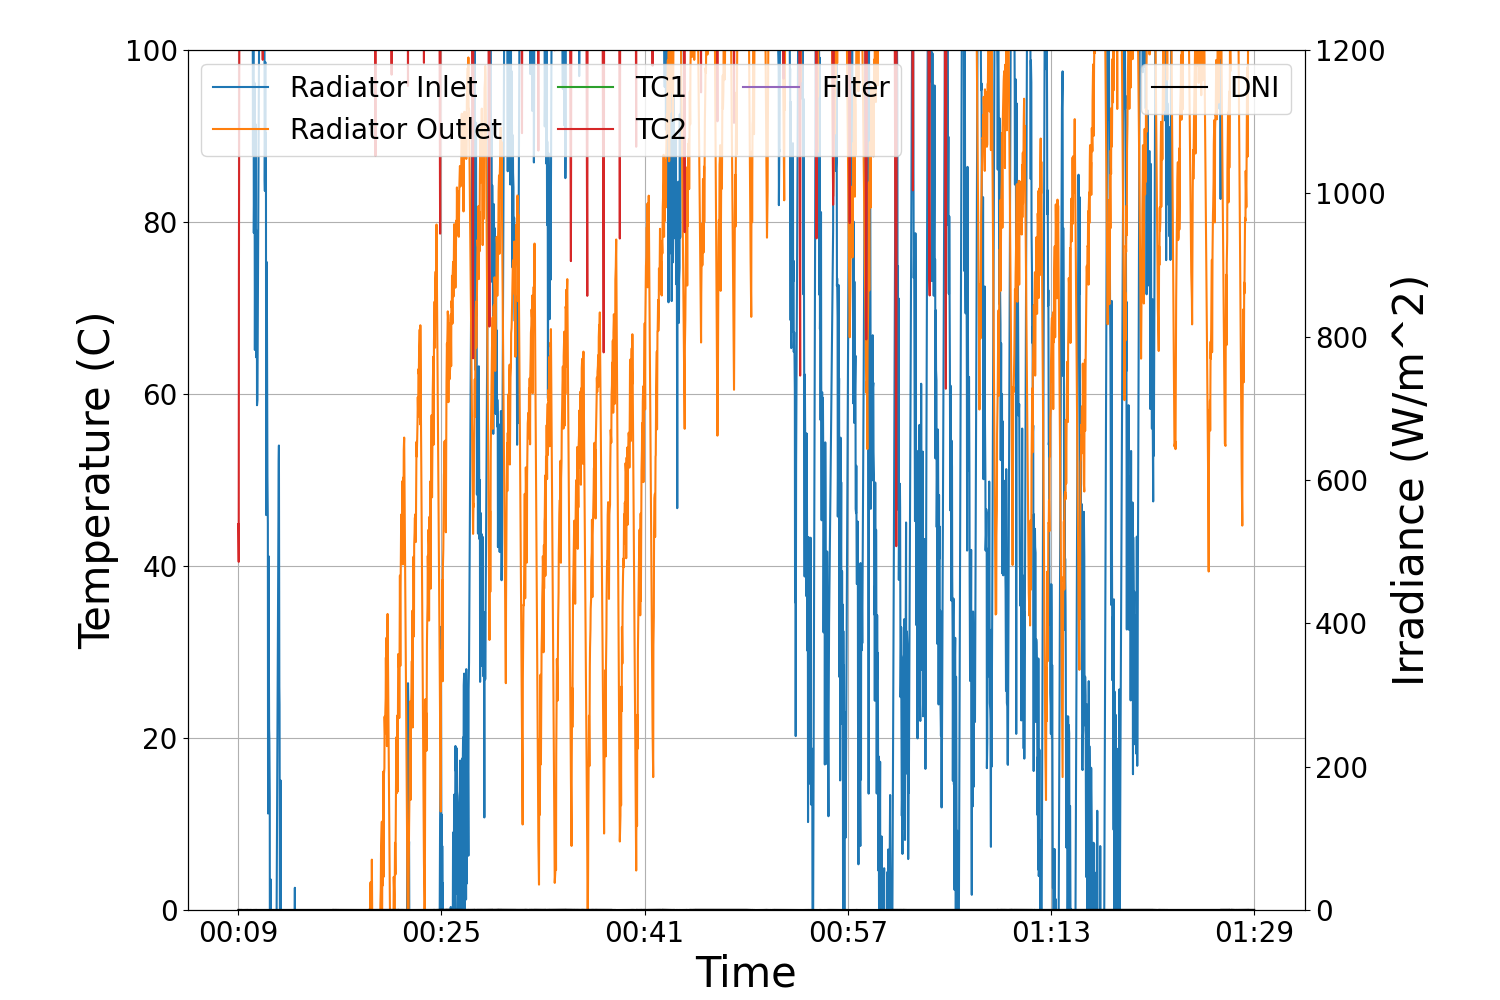 Radiator Inlet
Radiator Outlet
TC1
TC2
Filter
DNI
Temperature (C)
100
80
60
40
20
0
1200
1000
800
600
400
200
0
Irradiance (W/m^2)
00:09 00:25 00:41 00:57 01:13 01:29
Time